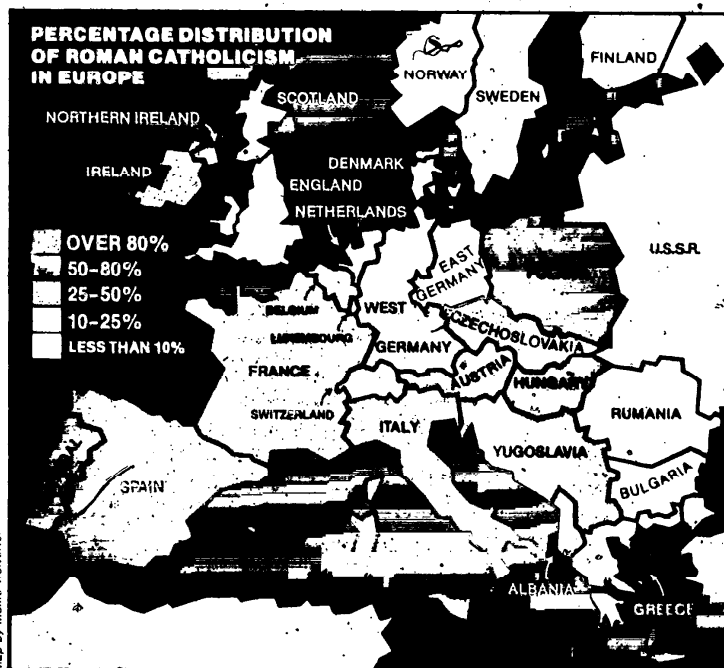 PERCENTAGE DISTRIBUTION
OF ROMAN CATHOLICISM
IN EUROPE
NORWAY
FINLAND
SWEDEN
SCOTLAND
NORTHERN IRELAND
IRELAND
DENMARK
ENGLAND
NETHERLANDS
OVER 80%
50-80%
25-50%
10-25%
LESS THAN 10%
U.S.S.R.
EAST
GERMANY
BELGIUM
WEST
GERMANY
LUXEMBOURG
CZECHOSLOVAKIA
FRANCE
AUSTRIA
HUNGARY
SWITZERLAND
ITALY
RUMANIA
YUGOSLAVIA
SPAIN
BULGARIA
ALBANIA
GREECE